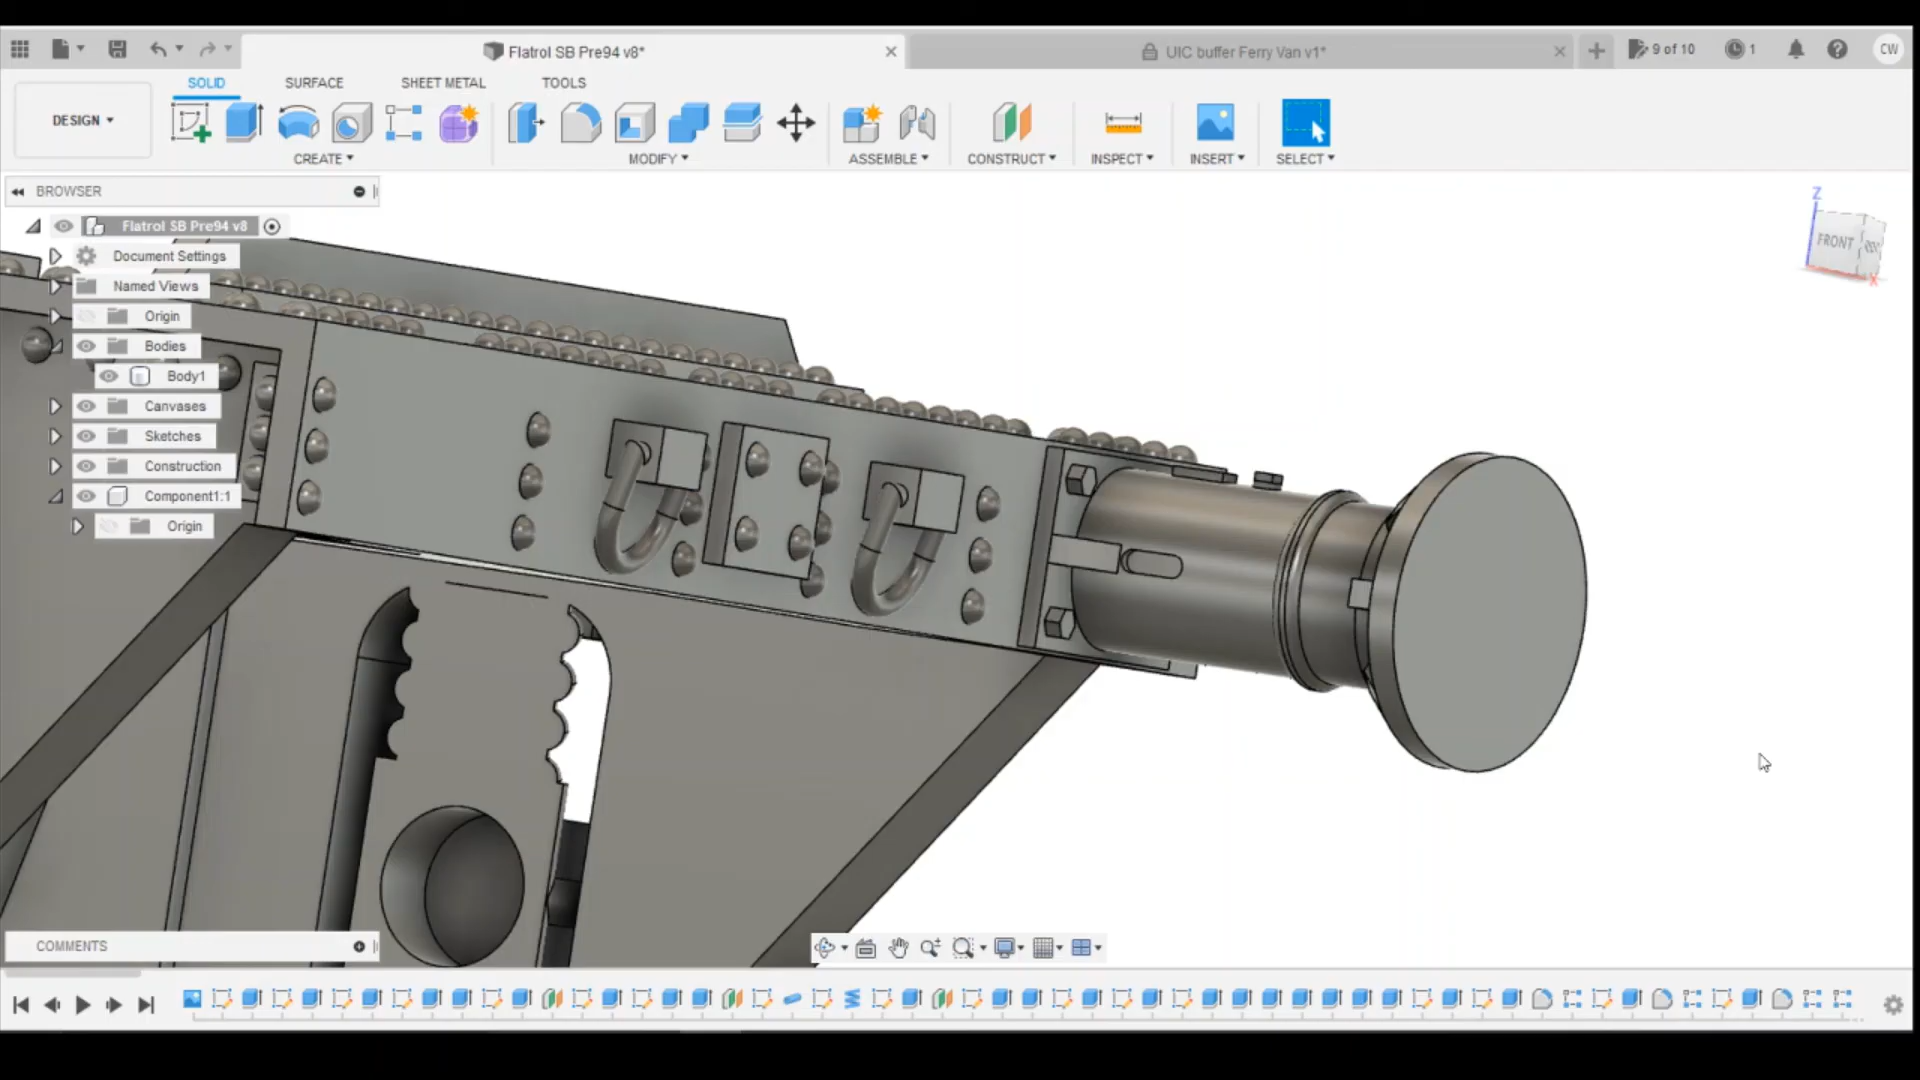 Flatrol SB Pre94 v8*
UIC buffer Ferry Van v1*
9 of 10
1
CW
DESIGN
SOLID
SURFACE
SHEET METAL
TOOLS
CREATE
MODIFY
ASSEMBLE
CONSTRUCT
INSPECT
INSERT
SELECT
BROWSER
Flatrol SB Pre94 v8
Document Settings
Named Views
Origin
Bodies
Body1
Canvases
Sketches
Construction
Component1:1
Origin
Z
FRONT
X
COMMENTS